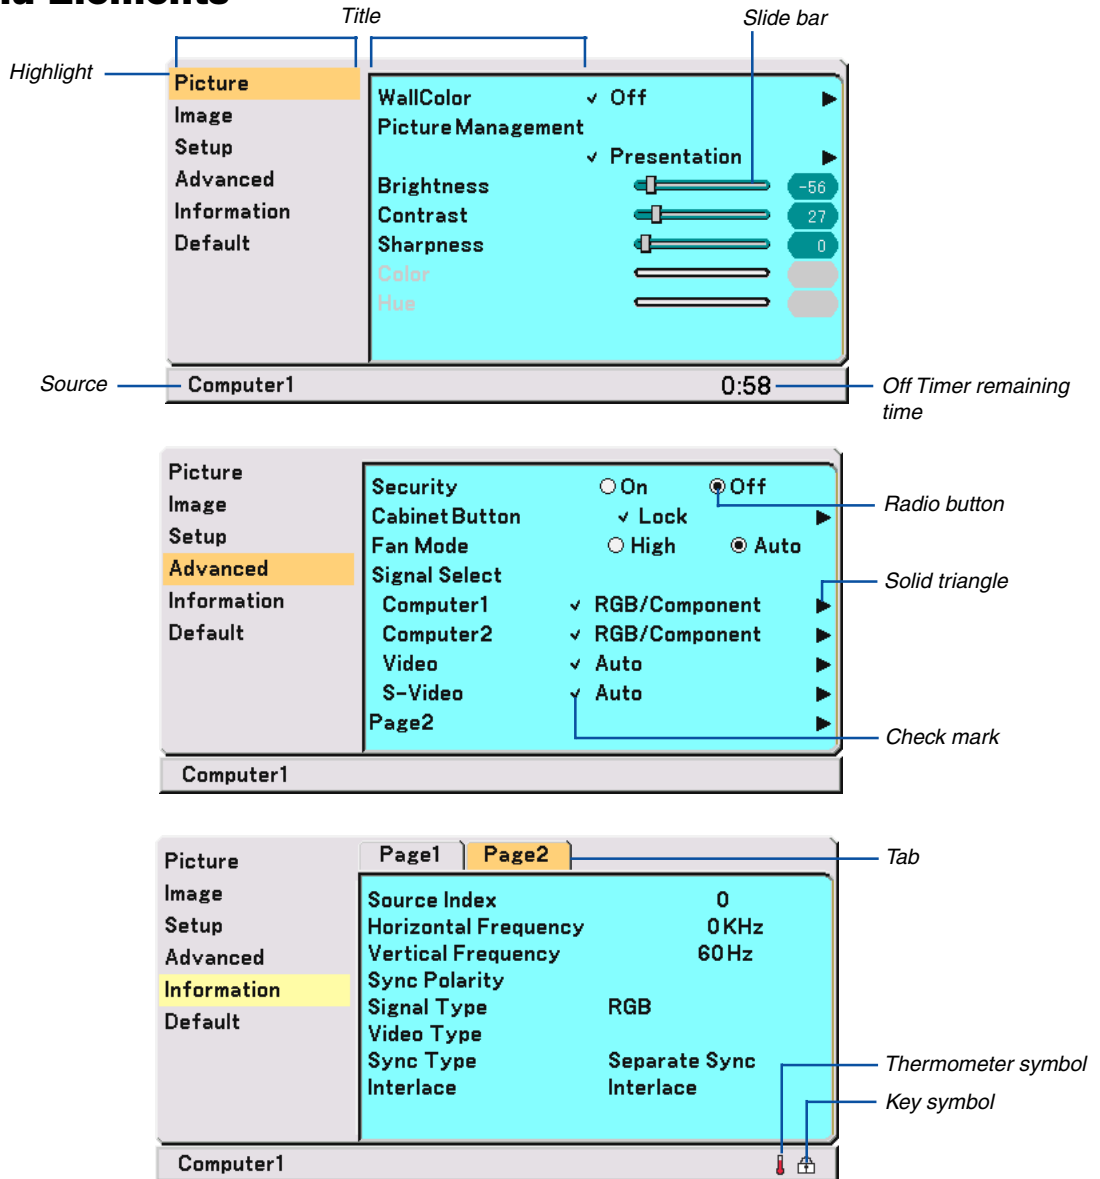 Elements
Title
Slide bar
Highlight
Picture
Image
Setup
Advanced
Information
Default
WallColor ✓ Off ▶
Picture Management
✓ Presentation ▶
Brightness -56
Contrast 27
Sharpness 0
Color
Hue
Source
Computer1 0:58
Off Timer remaining
time
Picture
Image
Setup
Advanced
Information
Default
Security On Off
Cabinet Button ✓ Lock ▶
Fan Mode High Auto
Signal Select
Computer1 ✓ RGB/Component ▶
Computer2 ✓ RGB/Component ▶
Video ✓ Auto ▶
S-Video ✓ Auto ▶
Page2 ▶
Radio button
Solid triangle
Check mark
Computer1
Page1 Page2
Tab
Picture
Image
Setup
Advanced
Information
Default
Source Index 0
Horizontal Frequency 0KHz
Vertical Frequency 60Hz
Sync Polarity
Signal Type RGB
Video Type
Sync Type Separate Sync
Interlace Interlace
Thermometer symbol
Key symbol
Computer1